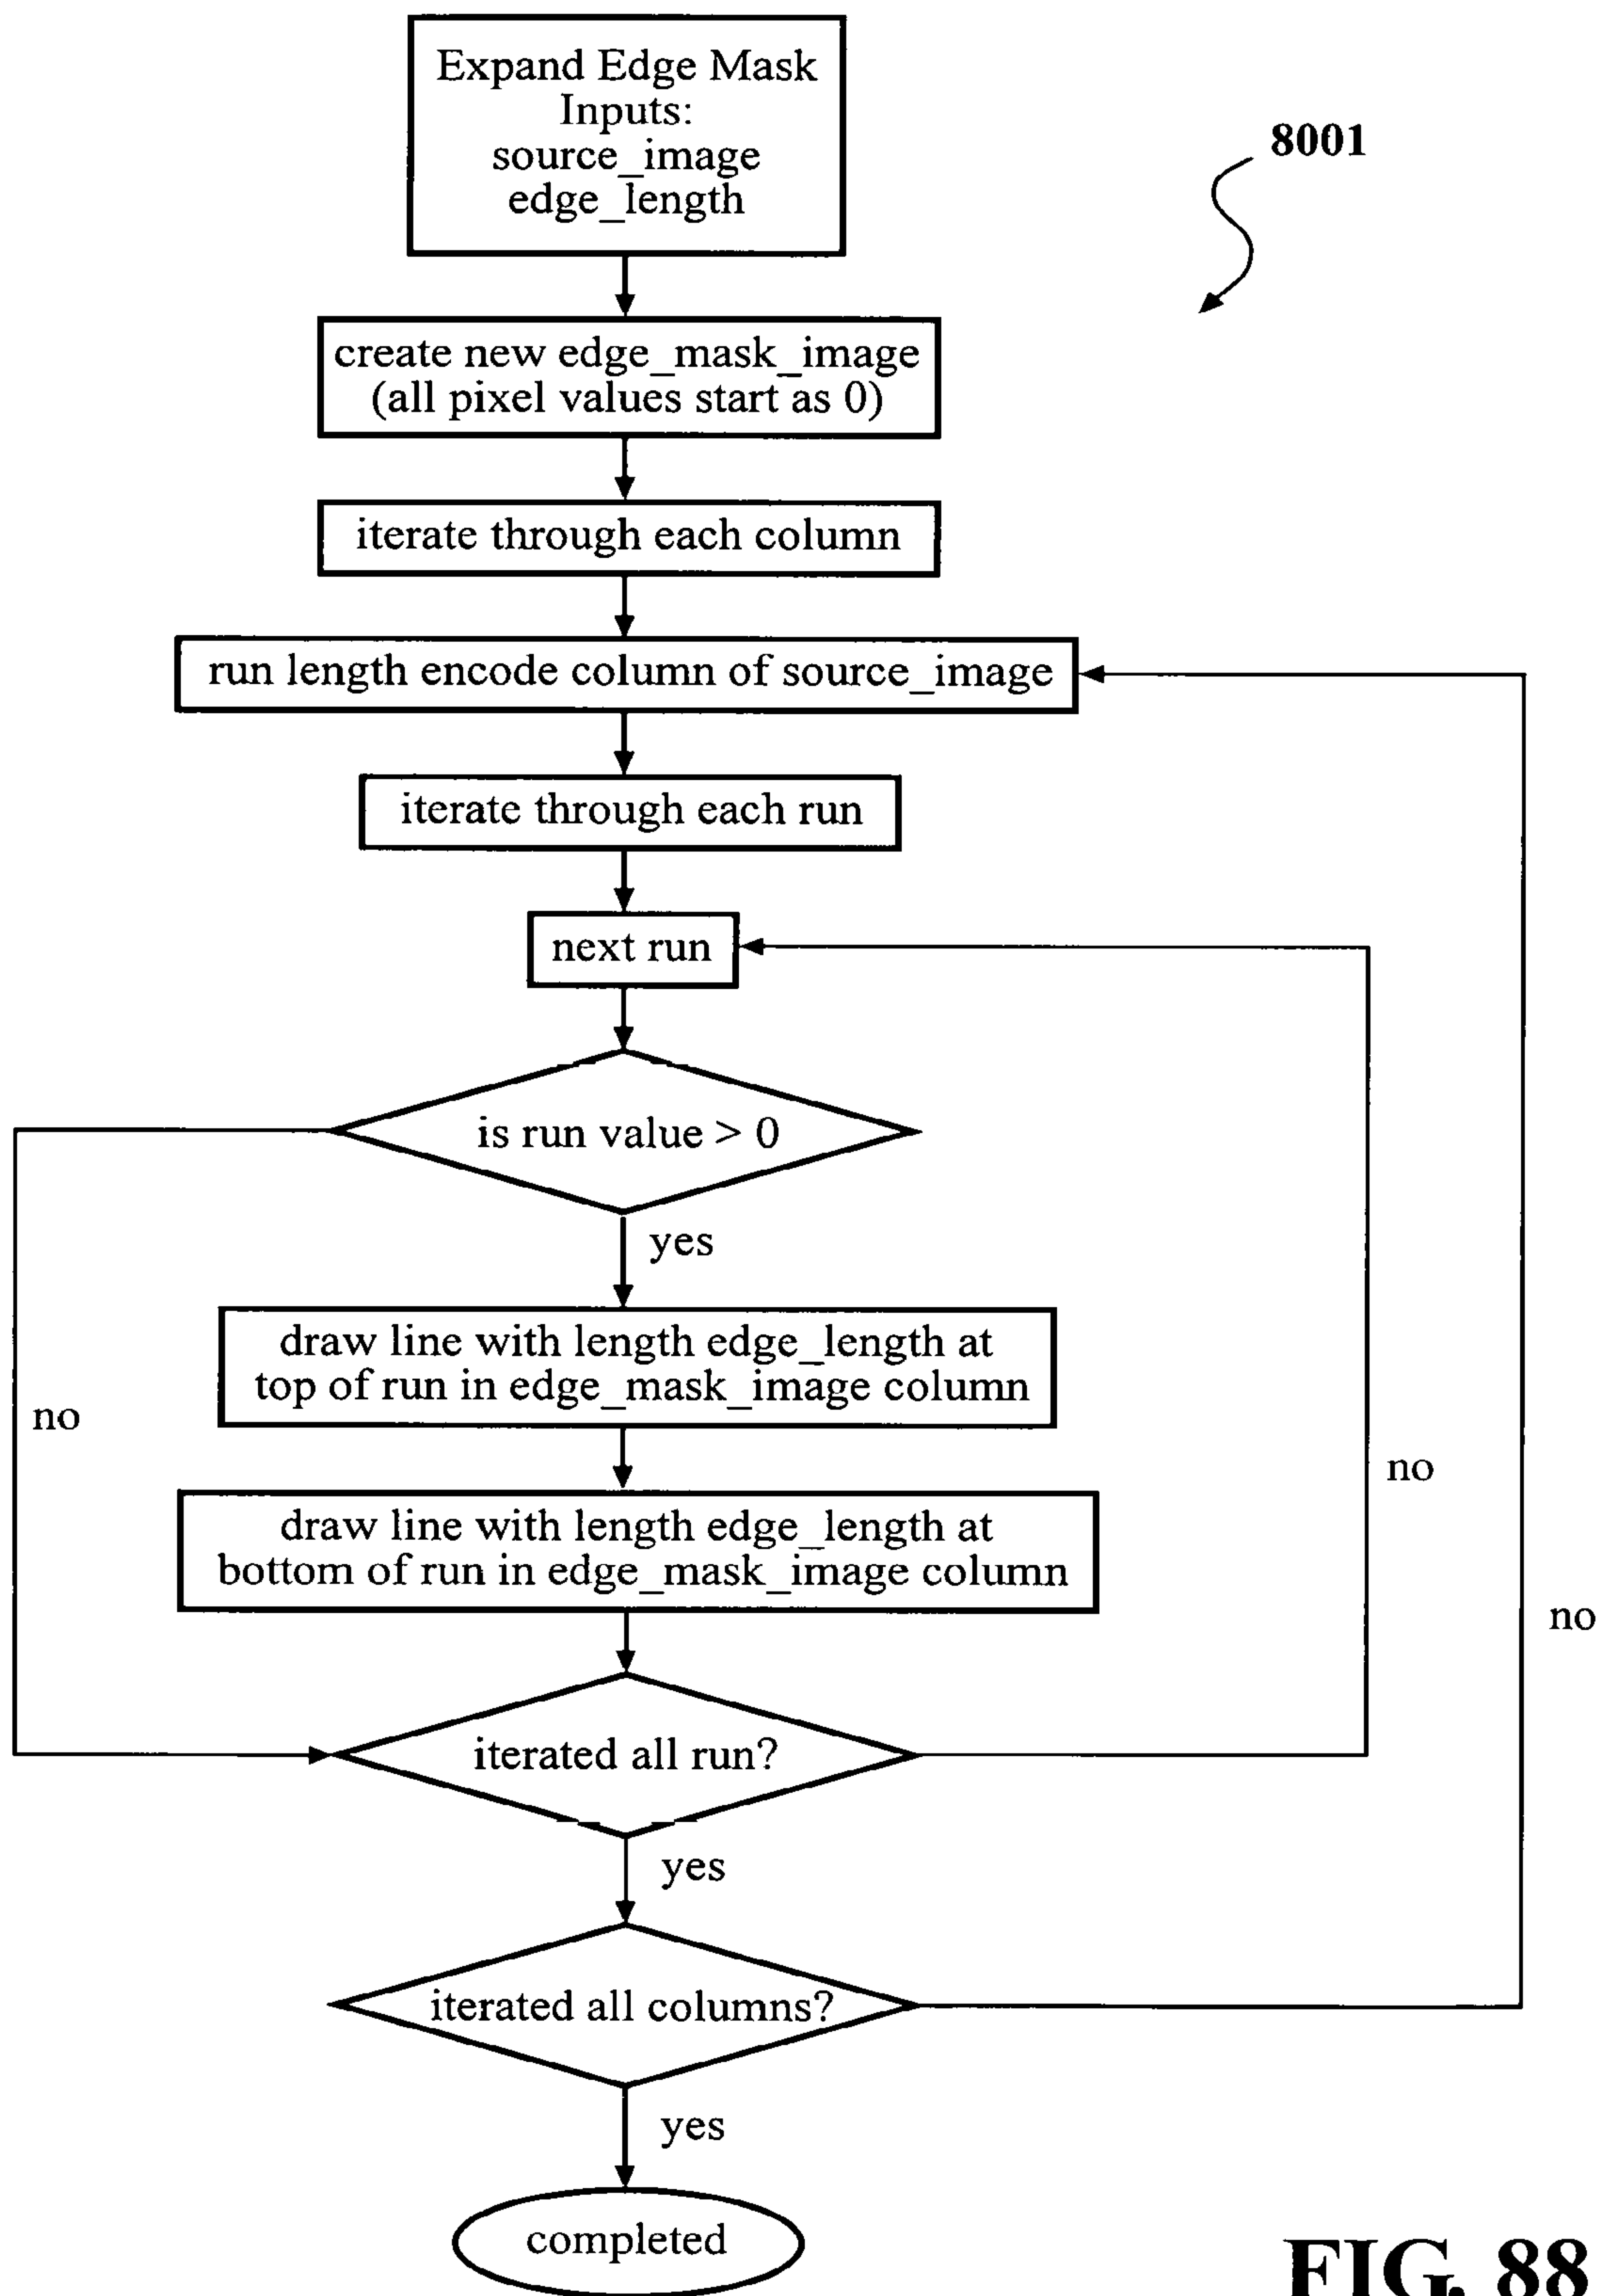 Expand Edge Mask
Inputs:
source_image
edge_length
8001
create new edge_mask_image
(all pixel values start as 0)
iterate through each column
run length encode column of source_image
iterate through each run
next run
is run value > 0
yes
draw line with length edge_length at
top of run in edge_mask_image column
no
no
draw line with length edge_length at
bottom of run in edge_mask_image column
no
iterated all run?
yes
iterated all columns?
yes
completed
FIG. 88